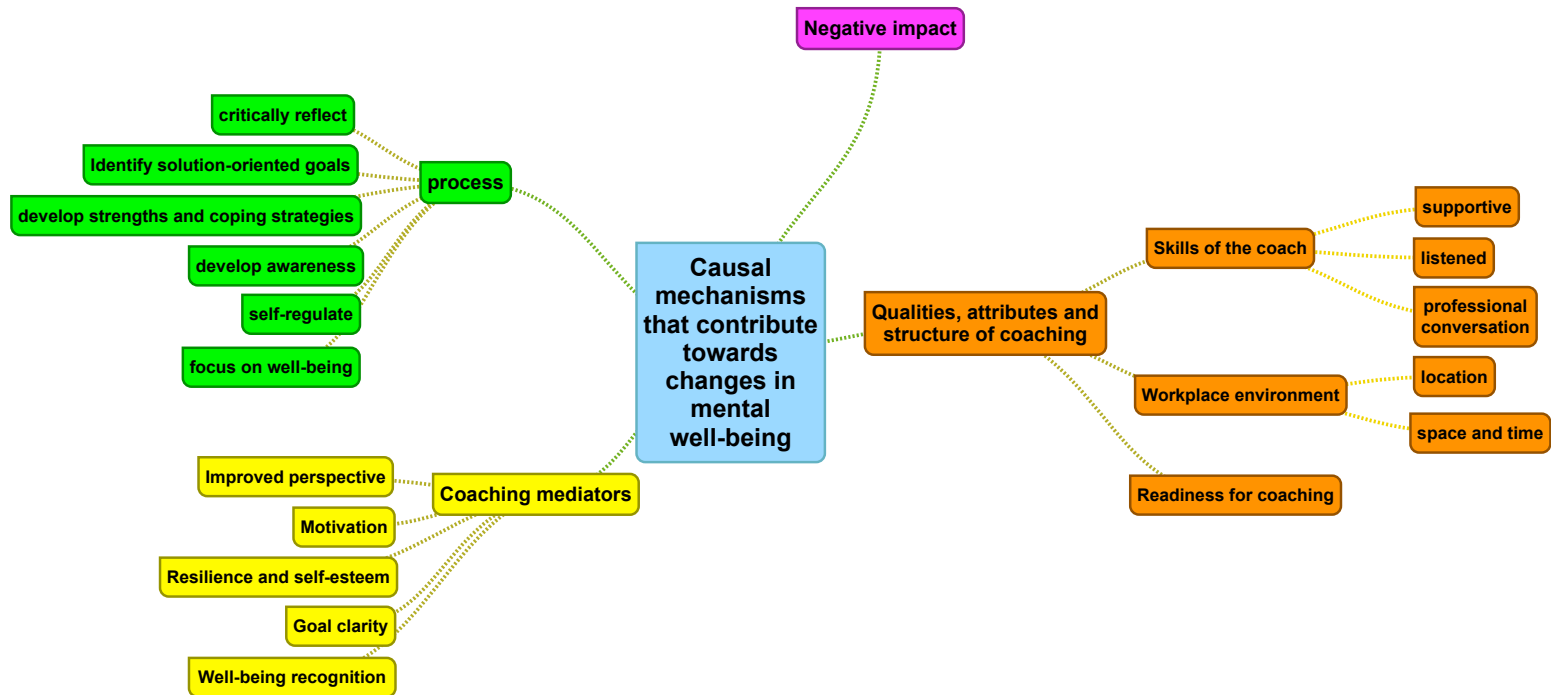 Negative impact
critically reflect
Identify solution-oriented goals
process
develop strengths and coping strategies
develop awareness
self-regulate
focus on well-being
Causal
mechanisms
that contribute
towards
changes in
mental
well-being
Qualities, attributes and
structure of coaching
Skills of the coach
supportive
listened
professional
conversation
Workplace environment
location
space and time
Readiness for coaching
Coaching mediators
Improved perspective
Motivation
Resilience and self-esteem
Goal clarity
Well-being recognition